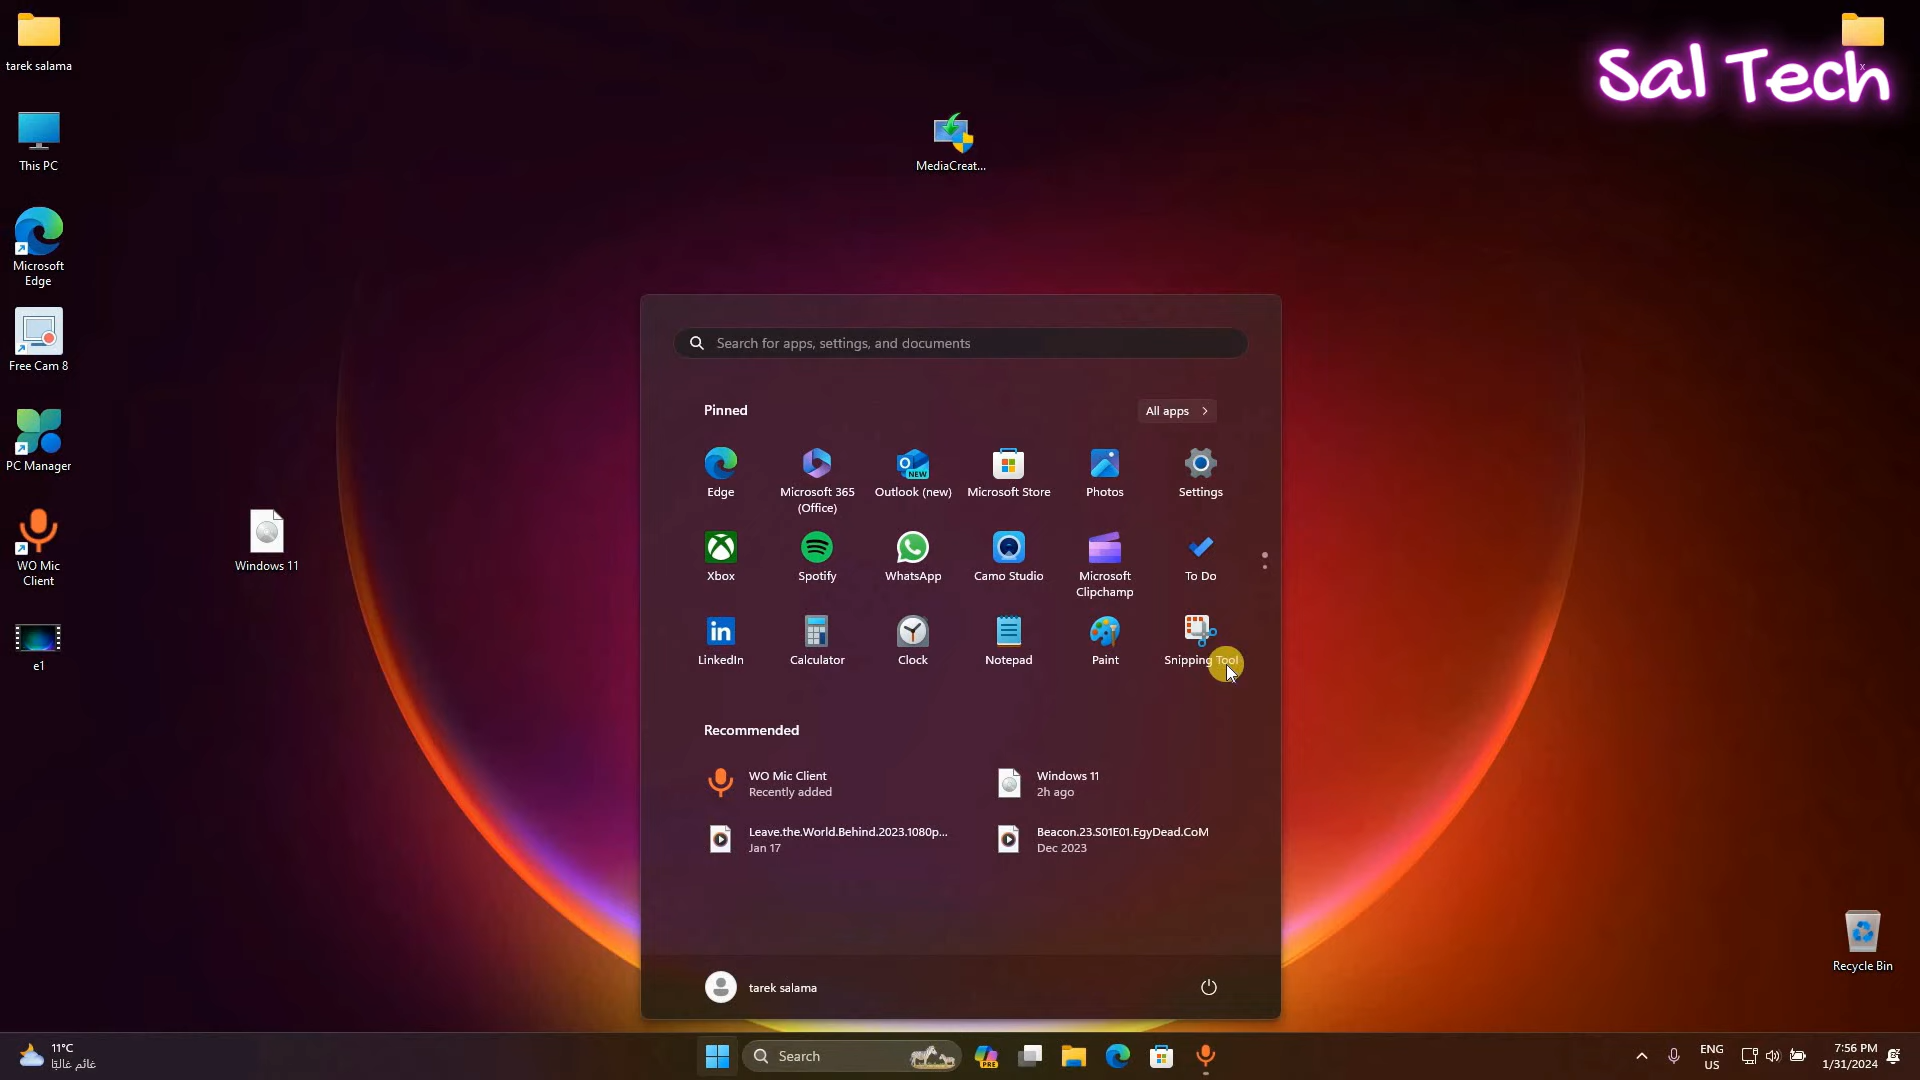 tarek salama
This PC
Microsoft
Edge
Free Cam 8
PC Manager
WO Mic
Client
e1
Windows 11
MediaCreat...
Sal Tech
x
Search for apps, settings, and documents
Pinned
All apps
Edge
Microsoft 365
(Office)
Outlook (new)
Microsoft Store
Photos
Settings
Xbox
Spotify
WhatsApp
Camo Studio
Microsoft
Clipchamp
To Do
LinkedIn
Calculator
Clock
Notepad
Paint
Snipping Tool
Recommended
WO Mic Client
Recently added
Windows 11
2h ago
Leave.the.World.Behind.2023.1080p...
Jan 17
Beacon.23.S01E01.EgyDead.CoM
Dec 2023
tarek salama
Recycle Bin
11°C
غائم غالبًا
Search
PRE
ENG
US
7:56 PM
1/31/2024